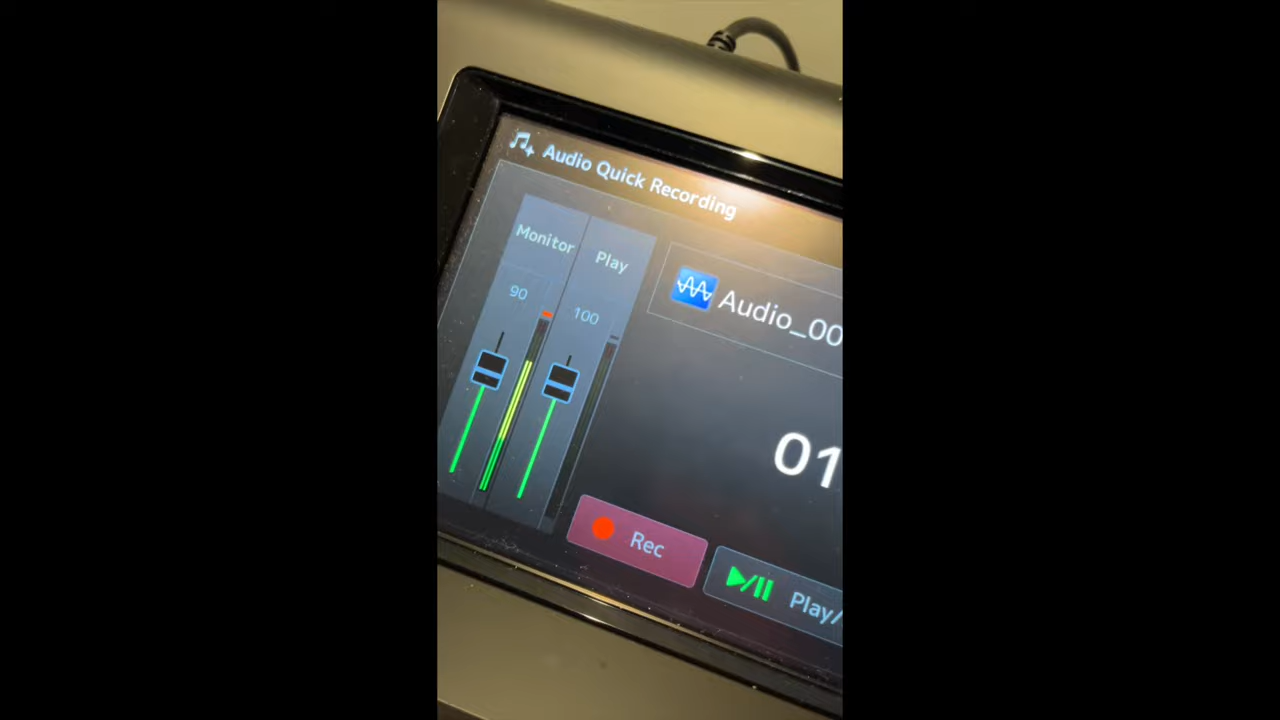 Audio Quick Recording
Monitor
Play
90
100
Audio_00
01
Rec
Play/